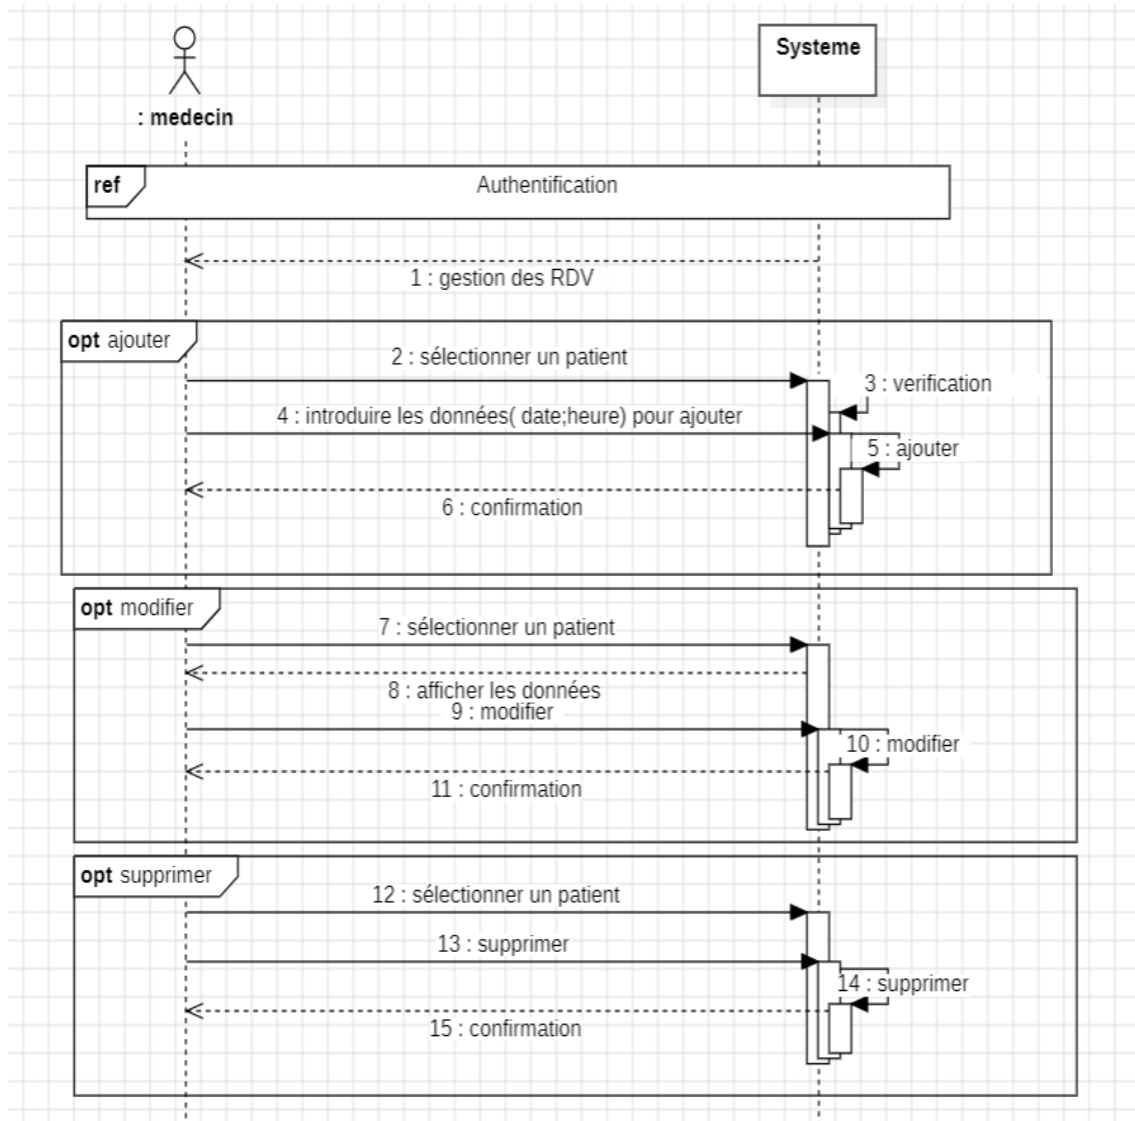 Systeme
: medecin
ref
Authentification
1 : gestion des RDV
opt ajouter
2 : sélectionner un patient
3 : verification
4 : introduire les données( date;heure) pour ajouter
5 : ajouter
6 : confirmation
opt modifier
7 : sélectionner un patient
8 : afficher les données
9 : modifier
10 : modifier
11 : confirmation
opt supprimer
12 : sélectionner un patient
13 : supprimer
14 : supprimer
15 : confirmation